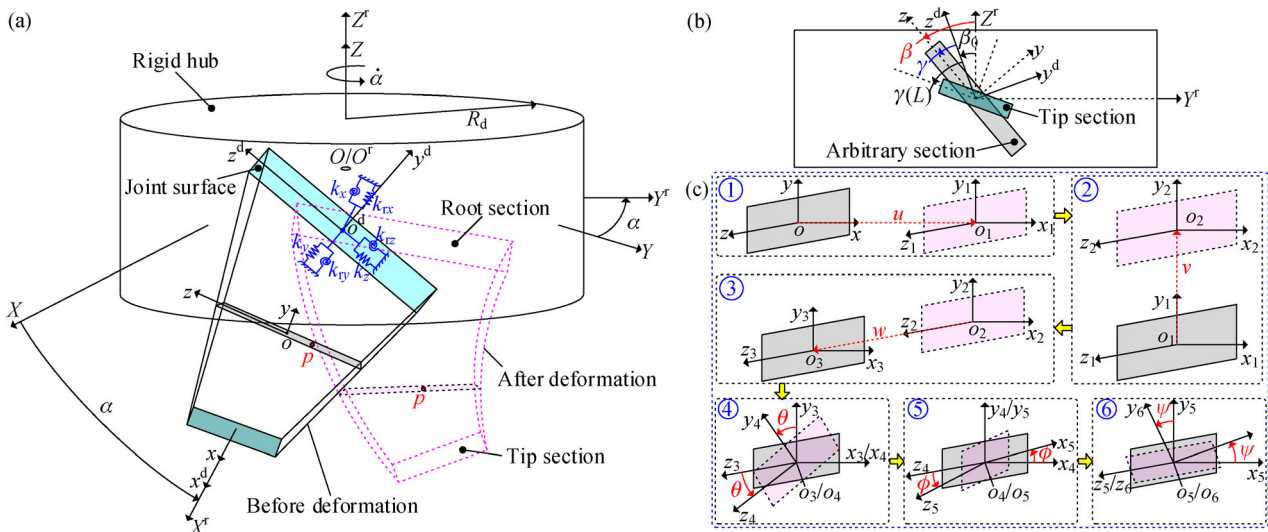 (a)
Z^r
Z
Rigid hub
α̇
R_d
z^d
O/O^r
y^d
Joint surface
k_x
k_rx
Root section
Y^r
o^d
k_rz
k_y
α
k_ry
k_z
Y
X
z
y
o
p
After deformation
p
α
x
Tip section
x^d
Before deformation
X^r
(b)
z
z^d
Z^r
β
β_0
γ
y
y^d
γ(L)
Y^r
Tip section
Arbitrary section
(c)
① y y_1 ② y_2
u o_2
z o x z_1 o_1 x_1 z_2 x_2
③ y_2 v
y_3 z_2 o_2 x_2 y_1
w
z_3 o_3 x_3 z_1 o_1 x_1
④ y_4 θ y_3 ⑤ y_4/y_5 ⑥ y_6 ψ y_5
z_3 x_3/x_4 z_4 x_5 ϕ x_4 ψ
θ z_4 o_3/o_4 ϕ z_5 o_4/o_5 z_5/z_6 o_5/o_6 x_5